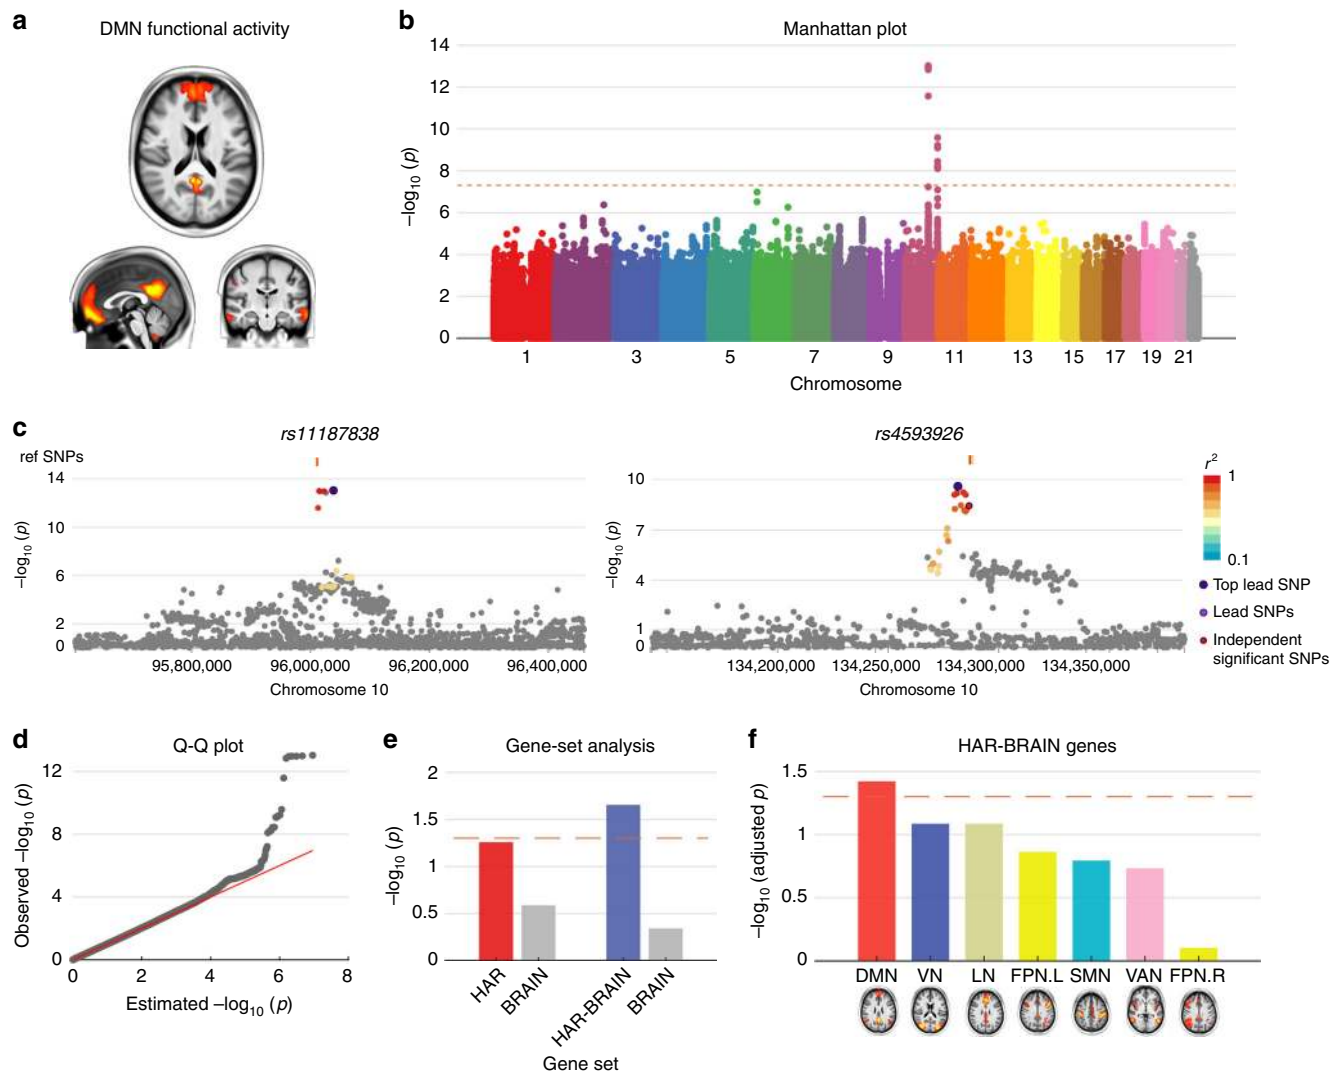 a
DMN functional activity
b
Manhattan plot
14
12
10
8
6
4
2
0
−log10 (p)
1 3 5 7 9 11 13 15 17 19 21
Chromosome
c
rs11187838
ref SNPs
14
10
6
2
0
−log10 (p)
95,800,000 96,000,000 96,200,000 96,400,000
Chromosome 10
rs4593926
10
7
4
1
0
−log10 (p)
134,200,000 134,250,000 134,300,000 134,350,000
Chromosome 10
r2
1
0.1
Top lead SNP
Lead SNPs
Independent
significant SNPs
d
Q-Q plot
12
8
4
0
Observed −log10 (p)
0 2 4 6 8
Estimated −log10 (p)
e
Gene-set analysis
2
1.5
1
0.5
0
−log10 (p)
HAR
BRAIN
HAR-BRAIN
BRAIN
Gene set
f
HAR-BRAIN genes
1.5
1
0.5
0
−log10 (adjusted p)
DMN VN LN FPN.L SMN VAN FPN.R